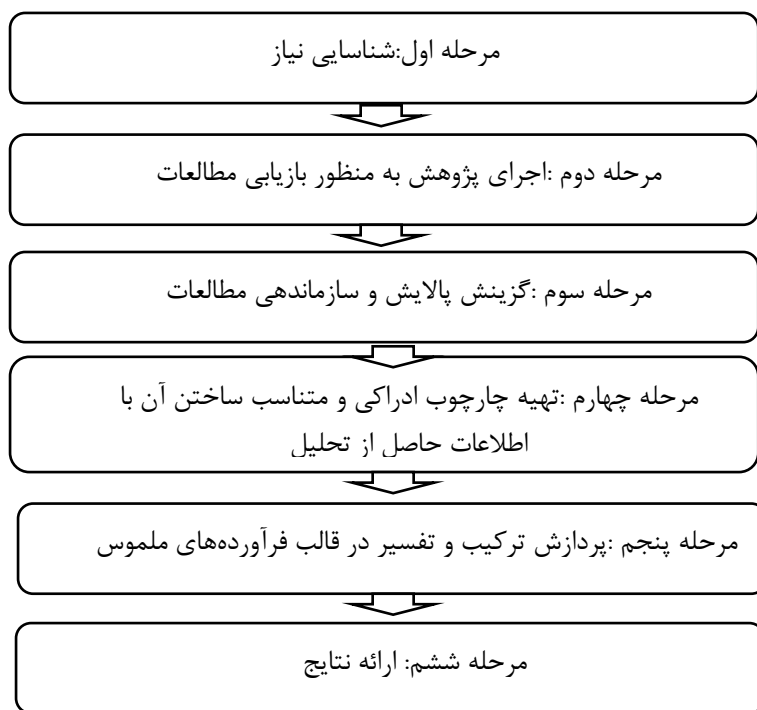 مرحله اول:شناسایی نیاز
مرحله دوم :اجرای پژوهش به منظور بازیابی مطالعات
مرحله سوم :گزینش پالایش و سازماندهی مطالعات
مرحله چهارم :تهیه چارچوب ادراکی و متناسب ساختن آن با
اطلاعات حاصل از تحلیل
مرحله پنجم :پردازش ترکیب و تفسیر در قالب فرآورده‌های ملموس
مرحله ششم: ارائه نتایج